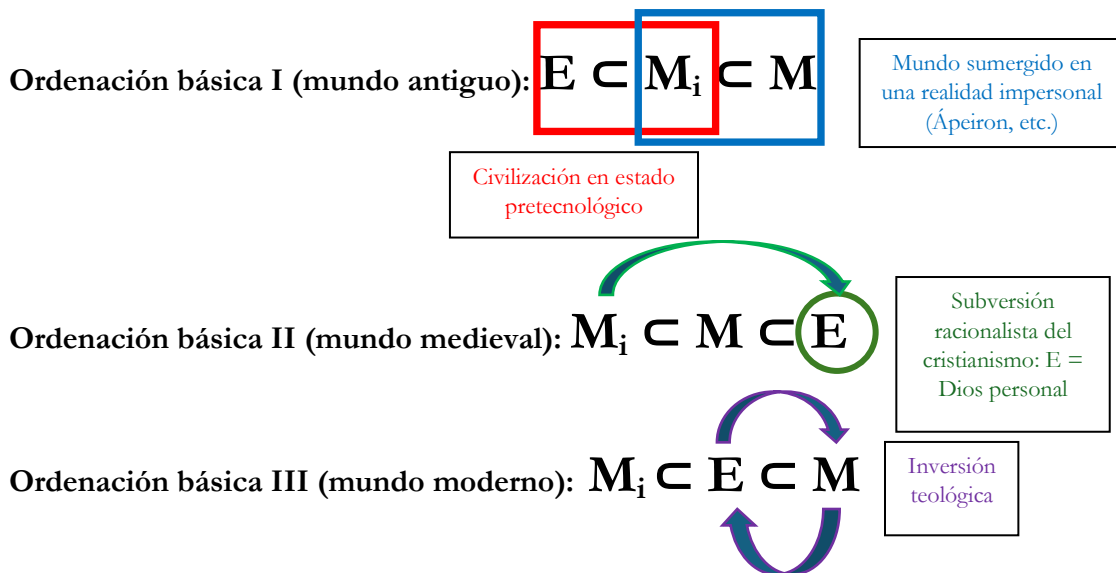 Ordenación básica I (mundo antiguo): E ⊂ Mᵢ ⊂ M
Mundo sumergido en
una realidad impersonal
(Ápeiron, etc.)
Civilización en estado
pretecnológico
Ordenación básica II (mundo medieval): Mᵢ ⊂ M ⊂ E
Subversión
racionalista del
cristianismo: E =
Dios personal
Ordenación básica III (mundo moderno): Mᵢ ⊂ E ⊂ M
Inversión
teológica